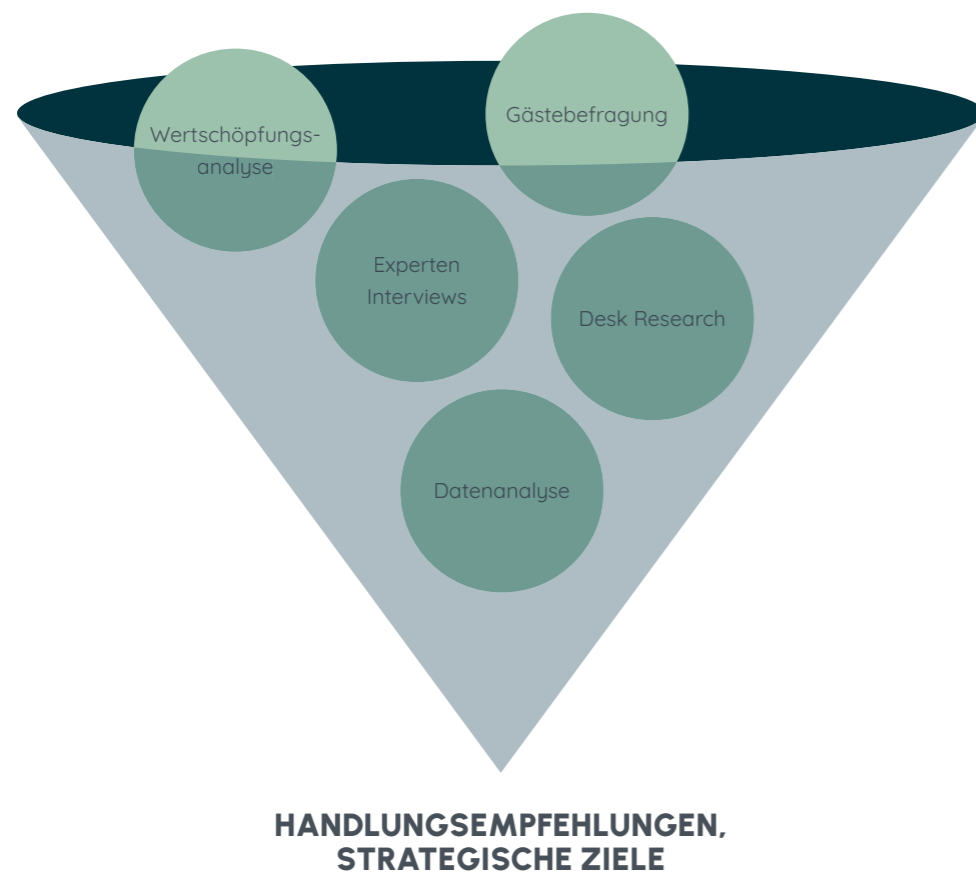 Wertschöpfungs-
analyse
Gästebefragung
Experten
Interviews
Desk Research
Datenanalyse
HANDLUNGSEMPFEHLUNGEN,
STRATEGISCHE ZIELE